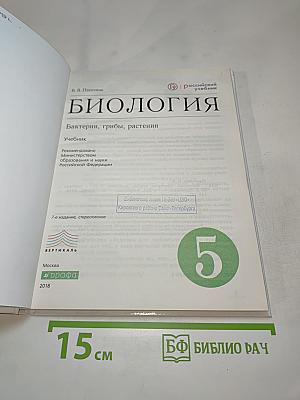 В. В. Пасечник
российский
учебник
БИОЛОГИЯ
Бактерии, грибы, растения
Учебник
Рекомендовано
Министерством
образования и науки
Российской Федерации
7-е издание, стереотипное
ВЕРТИКАЛЬ
5
Москва
дрофа
2018
15 см
БФ БИБЛИО РАЧ